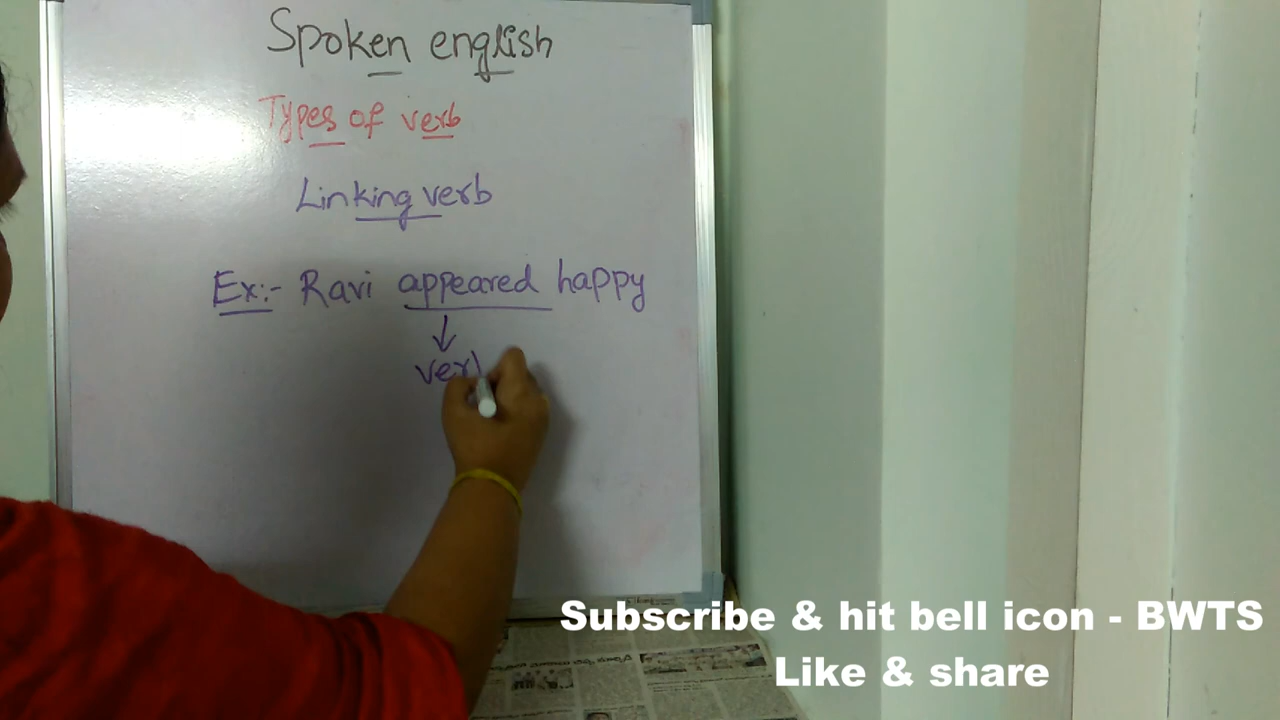 Spoken english
Types of verb
Linking verb
Ex:- Ravi appeared happy
↓
verb
Subscribe & hit bell icon - BWTS
Like & share